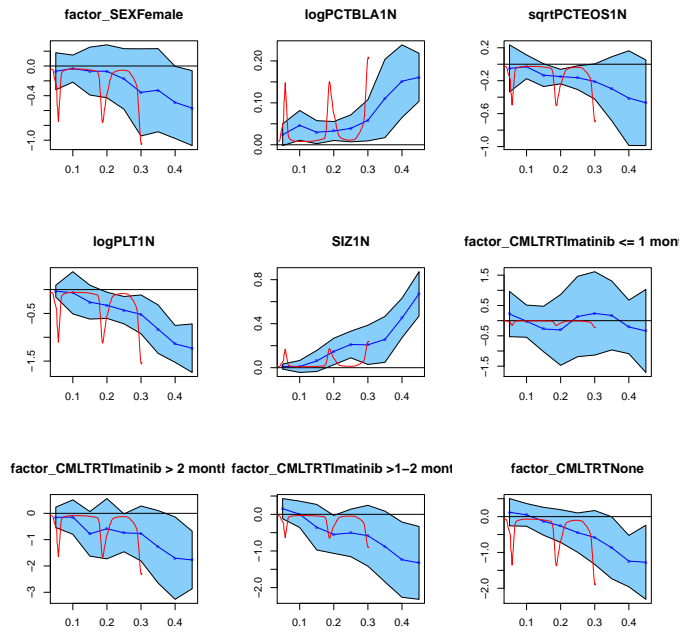 factor_SEXFemale
logPCTBLA1N
sqrtPCTEOS1N
0.0
−0.4
−1.0
0.1 0.2 0.3 0.4
0.20
0.10
0.00
0.1 0.2 0.3 0.4
0.2
−0.2
−0.6
−1.0
0.1 0.2 0.3 0.4
logPLT1N
SIZ1N
factor_CMLTRTImatinib <= 1 mont
−0.5
−1.5
0.1 0.2 0.3 0.4
0.8
0.4
0.0
0.1 0.2 0.3 0.4
1.5
0.5
−0.5
−1.5
0.1 0.2 0.3 0.4
factor_CMLTRTImatinib > 2 month
factor_CMLTRTImatinib >1−2 mont
factor_CMLTRTNone
0
−1
−2
−3
0.1 0.2 0.3 0.4
0.0
−1.0
−2.0
0.1 0.2 0.3 0.4
0.0
−1.0
−2.0
0.1 0.2 0.3 0.4